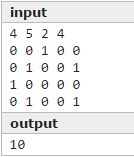 input
4 5 2 4
0 0 1 0 0
0 1 0 0 1
1 0 0 0 0
0 1 0 0 1
output
10